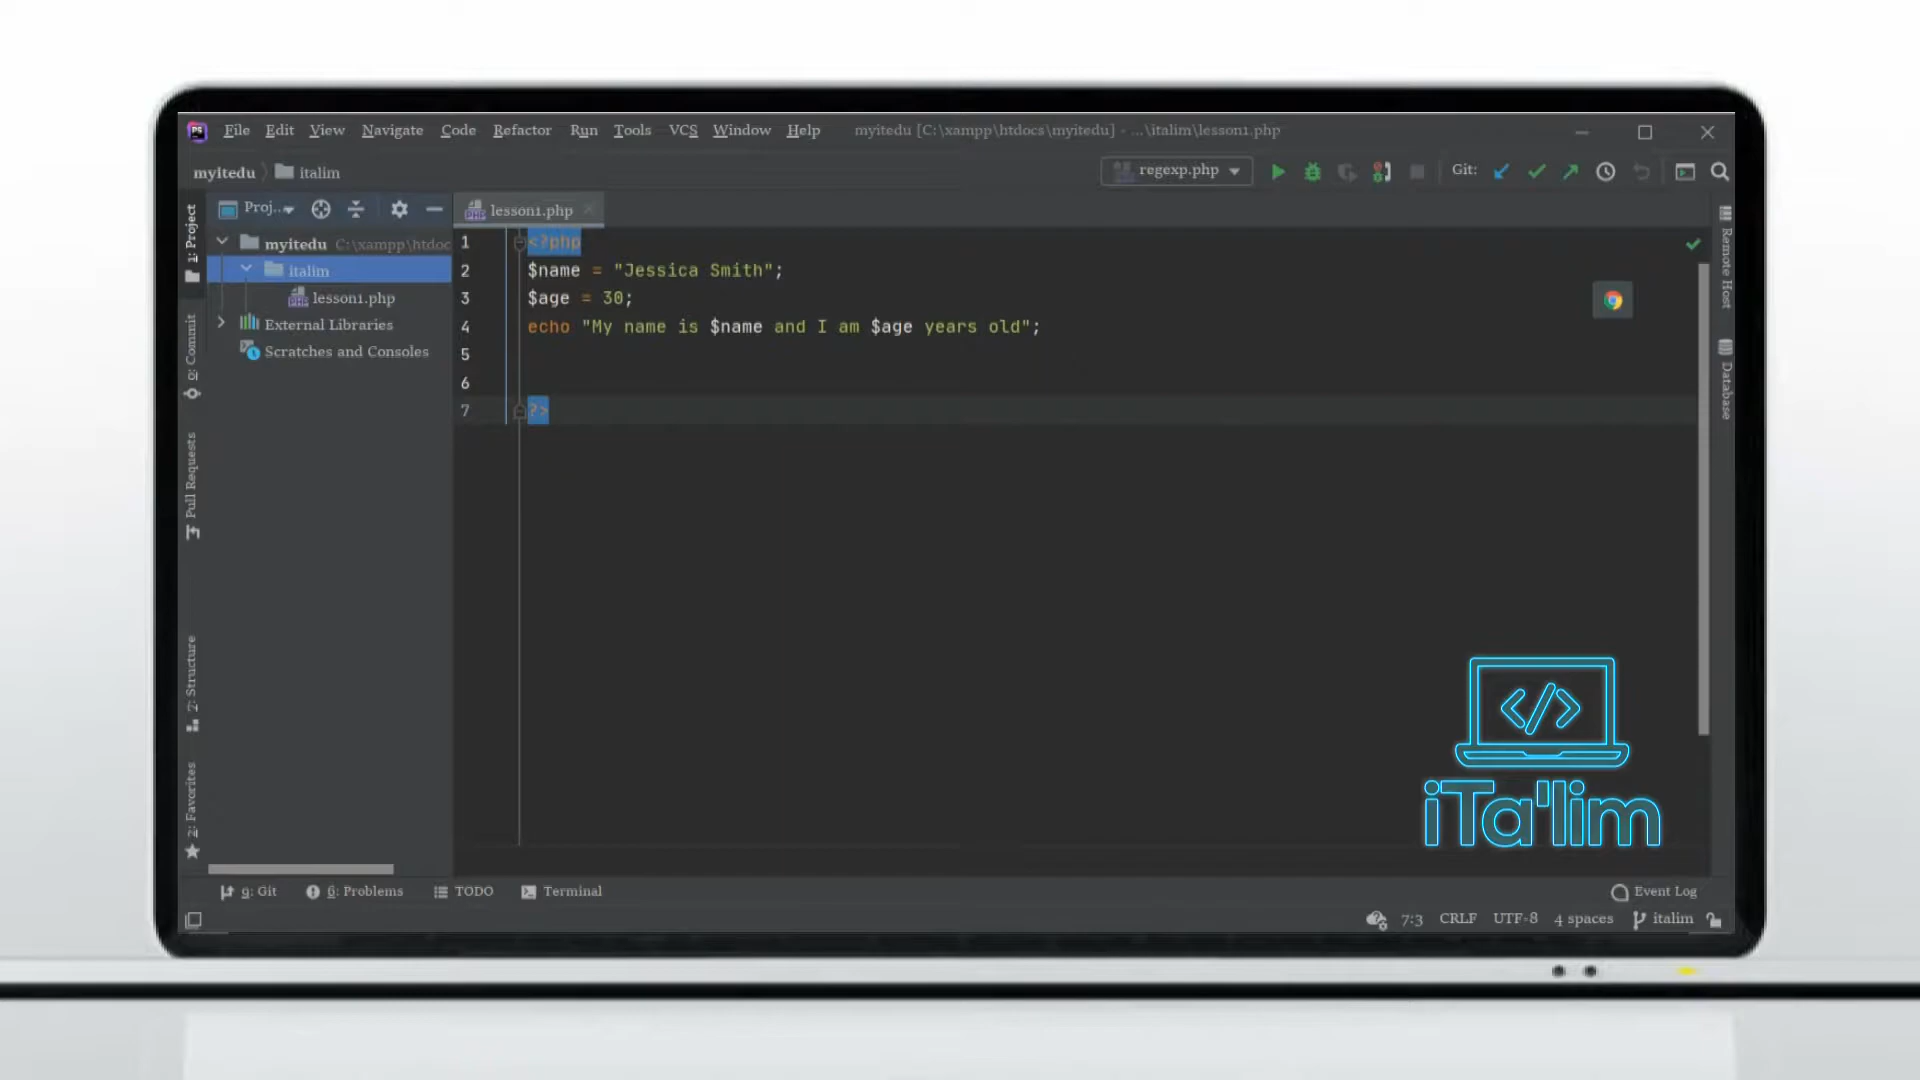 PS File Edit View Navigate Code Refactor Run Tools VCS Window Help myitedu [C:\xampp\htdocs\myitedu] - ...\italim\lesson1.php
myitedu italim regexp.php Git:
Proj... lesson1.php
myitedu C:\xampp\htdoc
italim
lesson1.php
External Libraries
Scratches and Consoles
1: Project
0: Commit
Pull Requests
7: Structure
2: Favorites
1 <?php
2 $name = "Jessica Smith";
3 $age = 30;
4 echo "My name is $name and I am $age years old";
5
6
7 ?>
Remote Host
Database
</>
iTa'lim
9: Git 6: Problems TODO Terminal Event Log
7:3 CRLF UTF-8 4 spaces italim